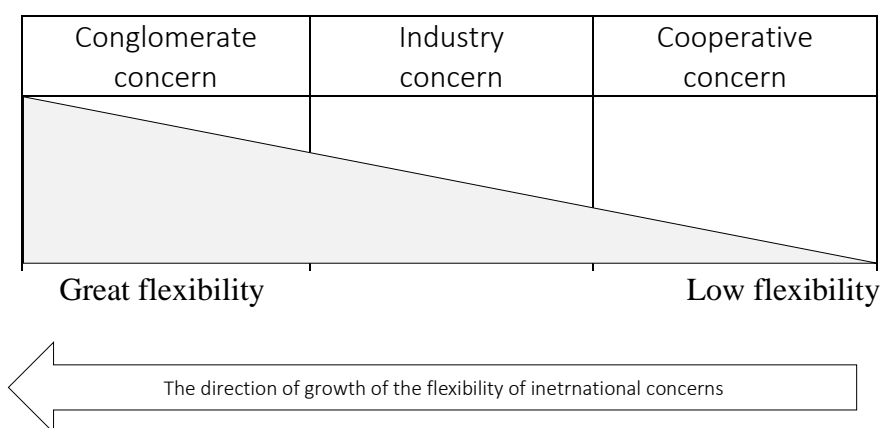 Conglomerate
concern
Industry
concern
Cooperative
concern
Great flexibility
Low flexibility
The direction of growth of the flexibility of inetrnational concerns